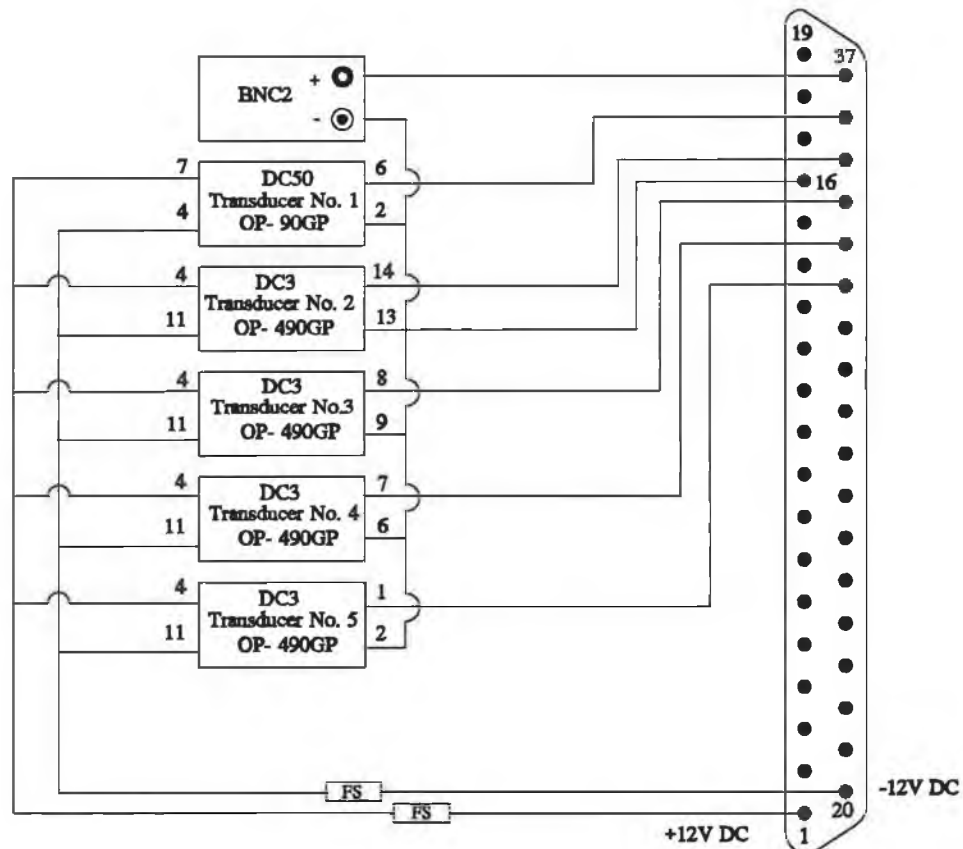 19
37
BNC2
+
-
7
DC50
6
Transducer No. 1
4
OP- 90GP
2
16
4
DC3
14
Transducer No. 2
11
OP- 490GP
13
4
DC3
8
Transducer No.3
11
OP- 490GP
9
4
DC3
7
Transducer No. 4
11
OP- 490GP
6
4
DC3
1
Transducer No. 5
11
OP- 490GP
2
FS
-12V DC
FS
20
+12V DC
1